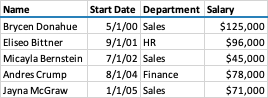 Name Start Date Department Salary
Brycen Donahue 5/1/00 Sales $125,000
Eliseo Bittner 9/1/01 HR $96,000
Micayla Bernstein 7/1/02 Sales $45,000
Andres Crump 8/1/04 Finance $78,000
Jayna McGraw 1/1/05 Sales $71,000